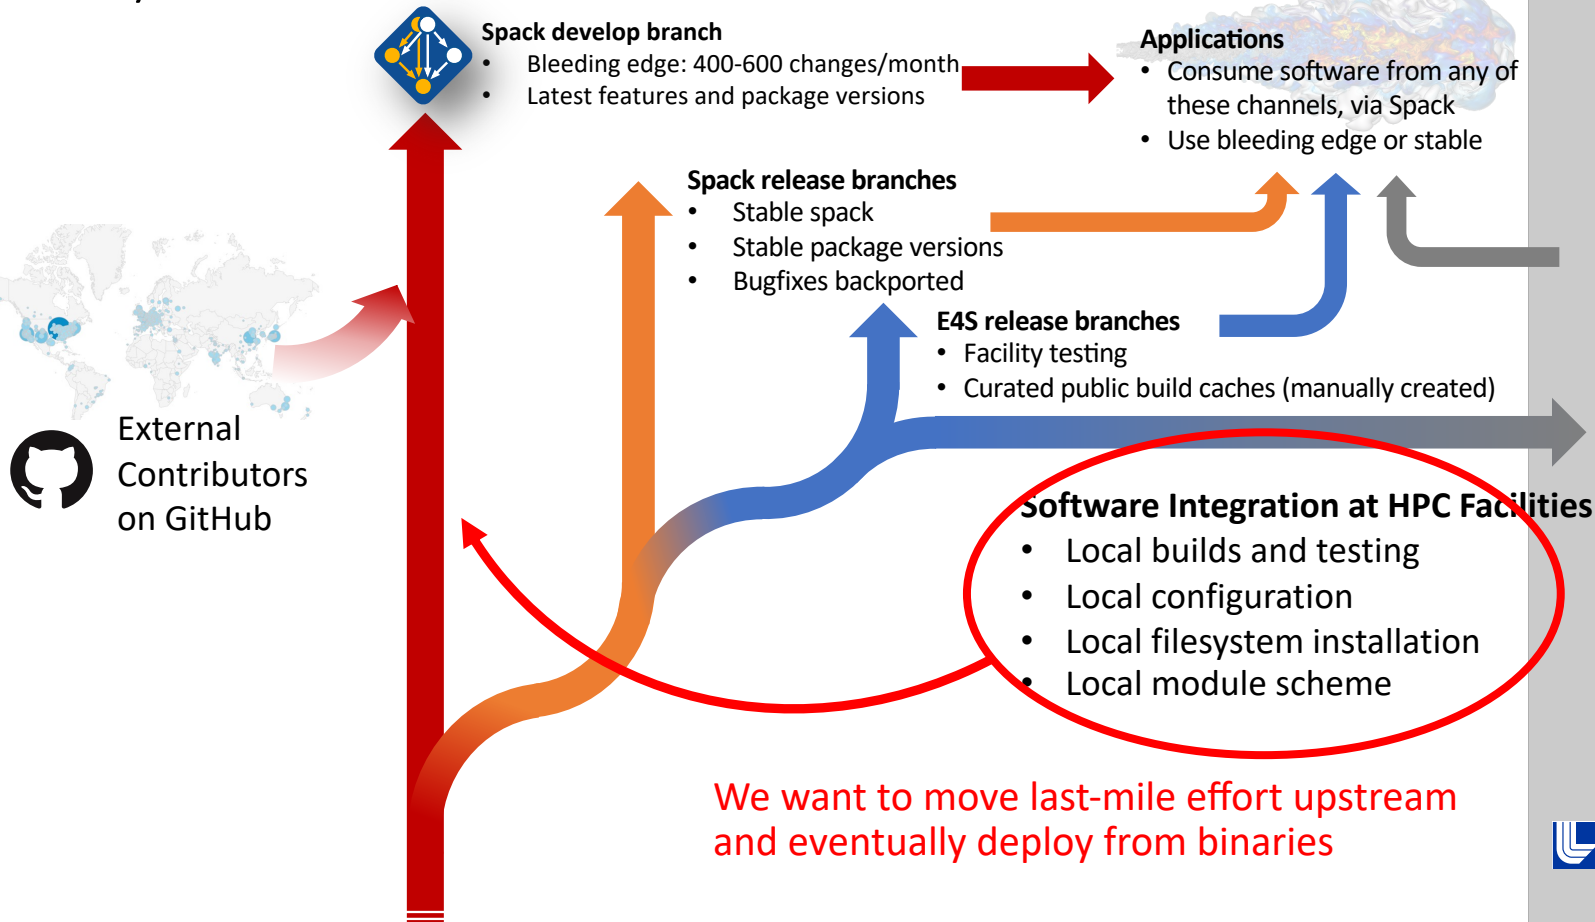 Spack develop branch
• Bleeding edge: 400-600 changes/month
• Latest features and package versions
Applications
• Consume software from any of
these channels, via Spack
• Use bleeding edge or stable
Spack release branches
• Stable spack
• Stable package versions
• Bugfixes backported
E4S release branches
• Facility testing
• Curated public build caches (manually created)
External
Contributors
on GitHub
Software Integration at HPC Facilities
• Local builds and testing
• Local configuration
• Local filesystem installation
• Local module scheme
We want to move last-mile effort upstream
and eventually deploy from binaries